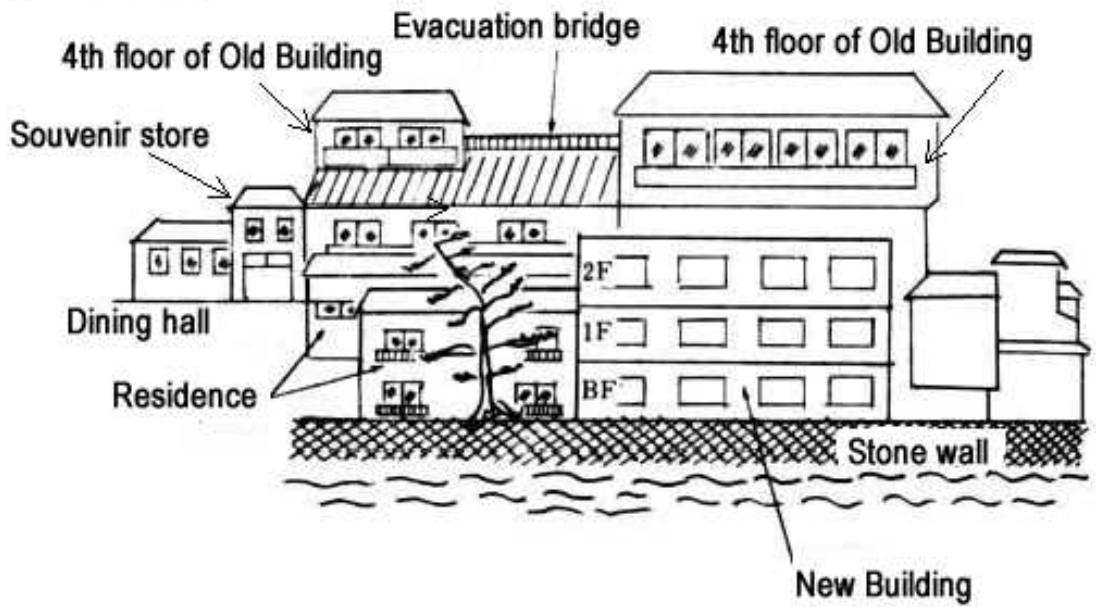 Evacuation bridge
4th floor of Old Building
4th floor of Old Building
Souvenir store
2F
Dining hall
1F
Residence
BF
Stone wall
New Building